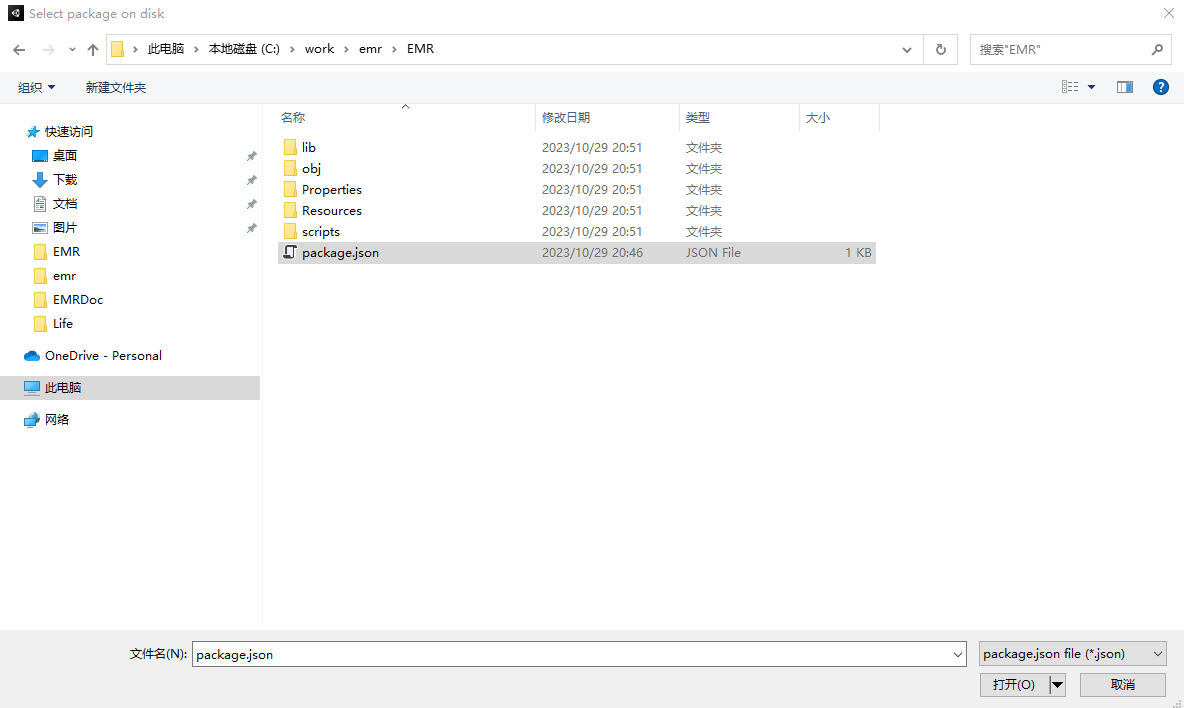 Select package on disk
此电脑 本地磁盘 (C:) work emr EMR
搜索"EMR"
组织 新建文件夹
快速访问
桌面
下载
文档
图片
EMR
emr
EMRDoc
Life
OneDrive - Personal
此电脑
网络
名称 修改日期 类型 大小
lib 2023/10/29 20:51 文件夹
obj 2023/10/29 20:51 文件夹
Properties 2023/10/29 20:51 文件夹
Resources 2023/10/29 20:51 文件夹
scripts 2023/10/29 20:51 文件夹
package.json 2023/10/29 20:46 JSON File 1 KB
文件名(N): package.json package.json file (*.json)
打开(O) 取消